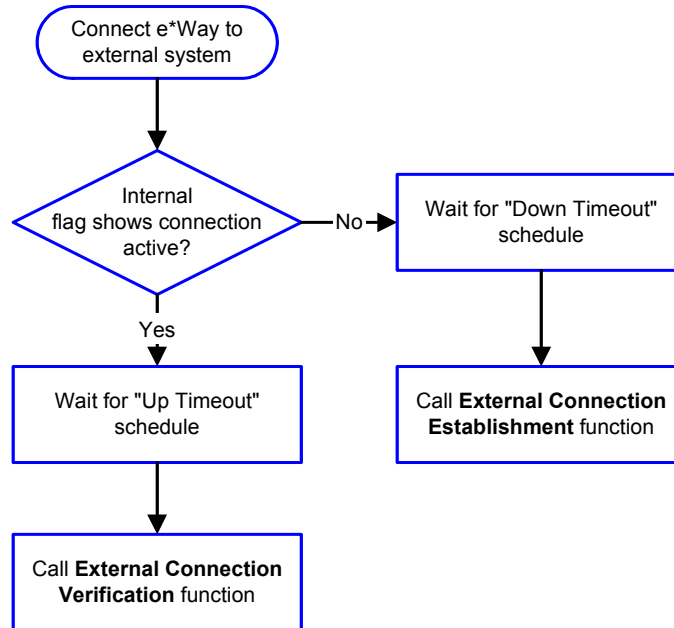 Connect e*Way to
external system
Internal
flag shows connection
active?
No
Wait for "Down Timeout"
schedule
Yes
Wait for "Up Timeout"
schedule
Call External Connection
Establishment function
Call External Connection
Verification function